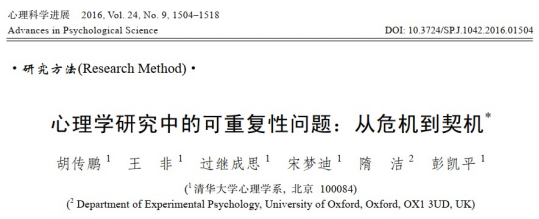 心理科学进展 2016, Vol. 24, No. 9, 1504–1518
Advances in Psychological Science DOI: 10.3724/SP.J.1042.2016.01504
·研究方法(Research Method)·
心理学研究中的可重复性问题：从危机到契机*
胡传鹏1 王 非1 过继成思1 宋梦迪1 隋 洁2 彭凯平1
(1 清华大学心理学系, 北京 100084)
(2 Department of Experimental Psychology, University of Oxford, Oxford, OX1 3UD, UK)